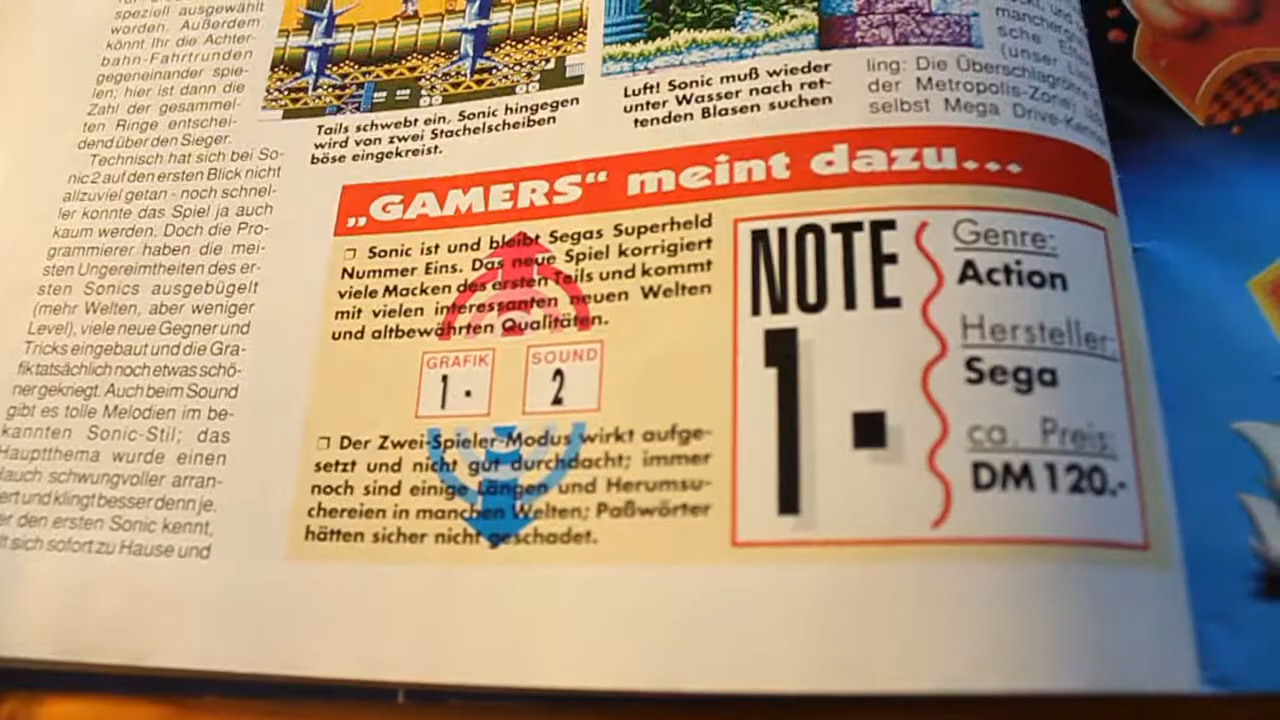 speziell ausgewählt
worden. Außerdem
könnt Ihr die Achter-
bahn-Fahrtrunden
gegeneinander spie-
len; hier ist dann die
Zahl der gesammel-
ten Ringe entschei-
dend über den Sieger.
Technisch hat sich bei So-
nic 2 auf den ersten Blick nicht
allzuviel getan - noch schnel-
ler konnte das Spiel ja auch
kaum werden. Doch die Pro-
grammierer haben die mei-
sten Ungereimtheiten des er-
sten Sonics ausgebügelt
(mehr Welten, aber weniger
Level), viele neue Gegner und
Tricks eingebaut und die Gra-
fik tatsächlich noch etwas schö-
ner gekriegt. Auch beim Sound
gibt es tolle Melodien im be-
kannten Sonic-Stil; das
Hauptthema wurde einen
Hauch schwungvoller arran-
ert und klingt besser denn je.
er den ersten Sonic kennt,
lt sich sofort zu Hause und
Tails schwebt ein, Sonic hingegen
wird von zwei Stachelscheiben
böse eingekreist.
Luft! Sonic muß wieder
unter Wasser nach ret-
tenden Blasen suchen
sche
(unser
ling: Die Überschlagröhre
der Metropolis-Zone)
selbst Mega Drive
„GAMERS“ meint dazu...
❒ Sonic ist und bleibt Segas Superheld
Nummer Eins. Das neue Spiel korrigiert
viele Macken des ersten Teils und kommt
mit vielen interessanten neuen Welten
und altbewährten Qualitäten.
GRAFIK
1 -
SOUND
2
❒ Der Zwei-Spieler-Modus wirkt aufge-
setzt und nicht gut durchdacht; immer
noch sind einige Längen und Herumsu-
chereien in manchen Welten; Paßwörter
hätten sicher nicht geschadet.
NOTE
1 -
Genre:
Action
Hersteller:
Sega
ca. Preis:
DM 120.-